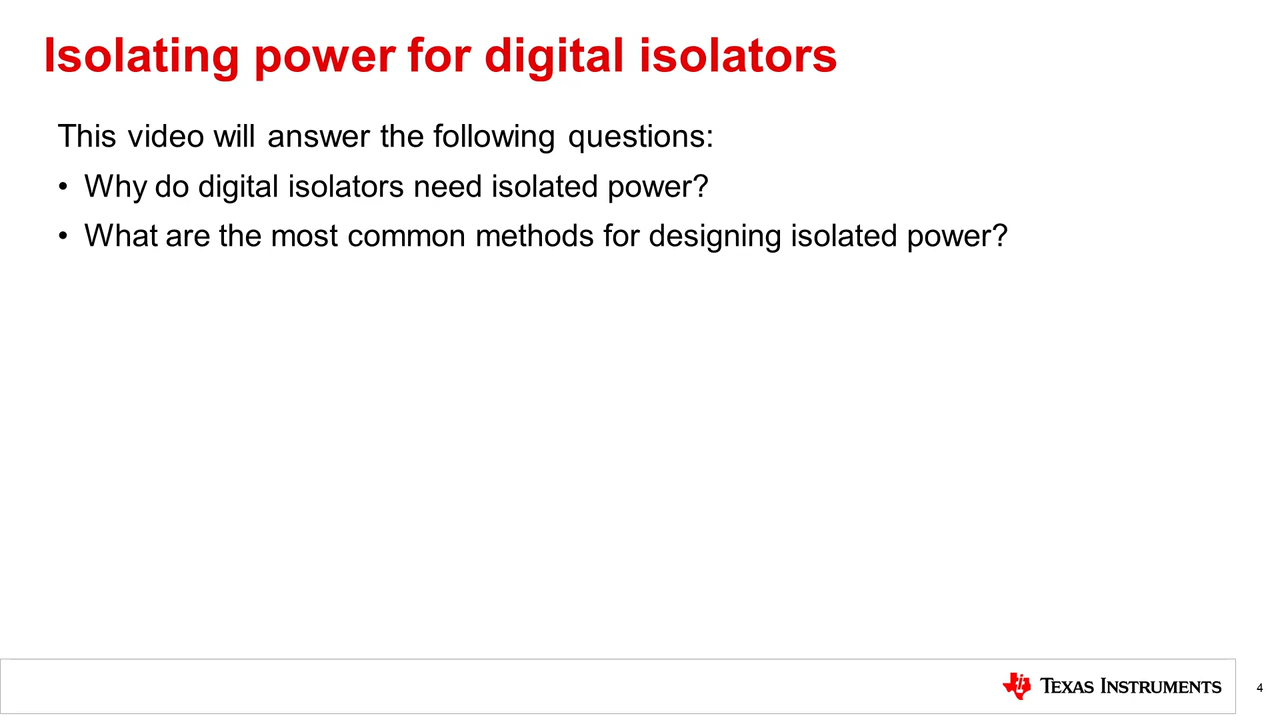 Isolating power for digital isolators
This video will answer the following questions:
• Why do digital isolators need isolated power?
• What are the most common methods for designing isolated power?
TEXAS INSTRUMENTS
4